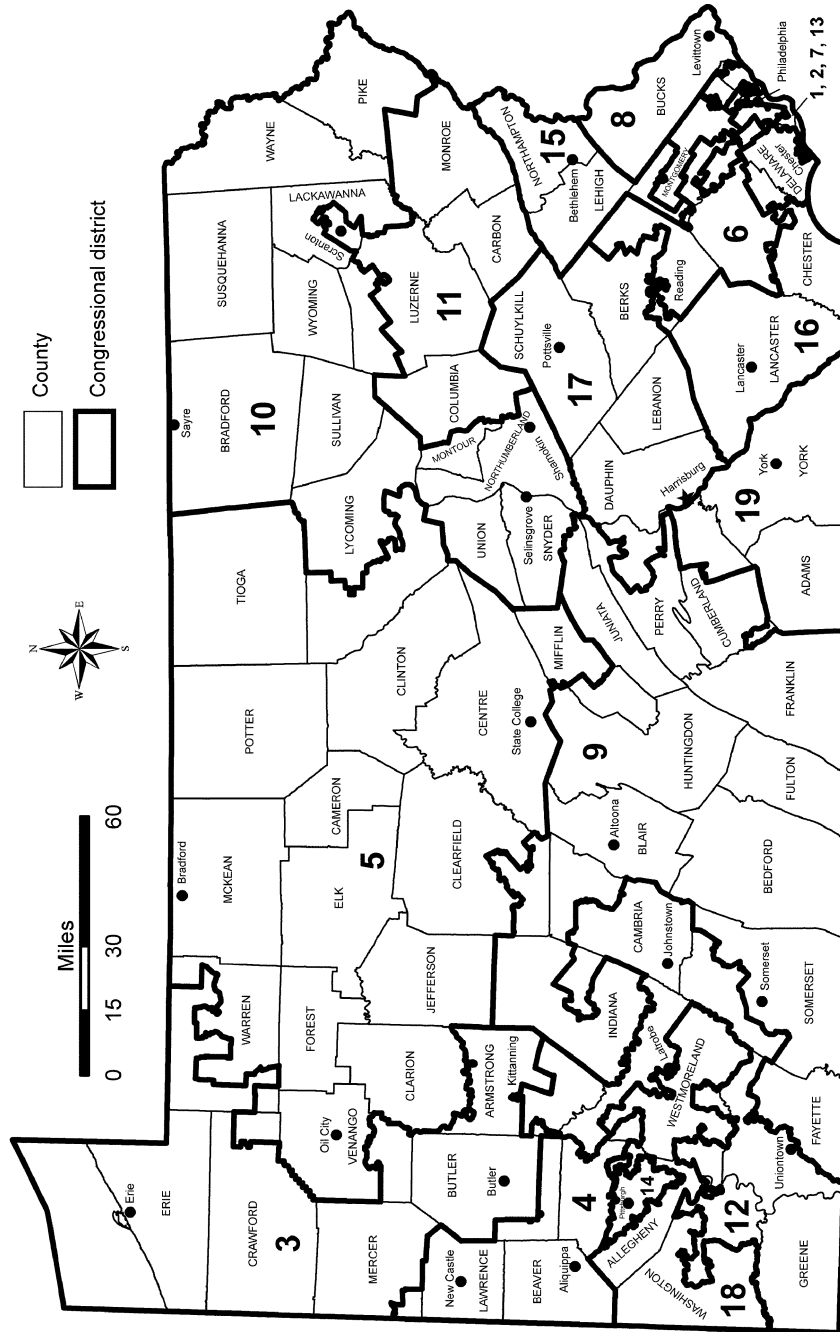 County
Congressional district
N
E
S
W
Miles
0
15
30
60
Erie
ERIE
CRAWFORD
3
MERCER
WARREN
FOREST
Oil City
VENANGO
CLARION
BUTLER
Butler
ARMSTRONG
Kittanning
New Castle
LAWRENCE
BEAVER
Aliquippa
4
Pittsburgh
14
ALLEGHENY
WASHINGTON
18
12
GREENE
Uniontown
FAYETTE
WESTMORELAND
Latrobe
INDIANA
Bradford
MCKEAN
ELK
5
CAMERON
JEFFERSON
CLEARFIELD
CAMBRIA
Johnstown
Somerset
SOMERSET
Altoona
BLAIR
BEDFORD
9
HUNTINGDON
FULTON
FRANKLIN
POTTER
TIOGA
CLINTON
CENTRE
State College
MIFFLIN
JUNIATA
PERRY
CUMBERLAND
ADAMS
Sayre
BRADFORD
10
SULLIVAN
LYCOMING
UNION
Selinsgrove
SNYDER
MONTOUR
NORTHUMBERLAND
Shamokin
COLUMBIA
DAUPHIN
Harrisburg
19
York
YORK
SUSQUEHANNA
WYOMING
LACKAWANNA
Scranton
LUZERNE
11
SCHUYLKILL
Pottsville
17
LEBANON
Lancaster
LANCASTER
16
WAYNE
PIKE
MONROE
CARBON
NORTHAMPTON
15
Bethlehem
LEHIGH
BERKS
Reading
6
CHESTER
8
BUCKS
Levittown
MONTGOMERY
DELAWARE
Chester
Philadelphia
1, 2, 7, 13